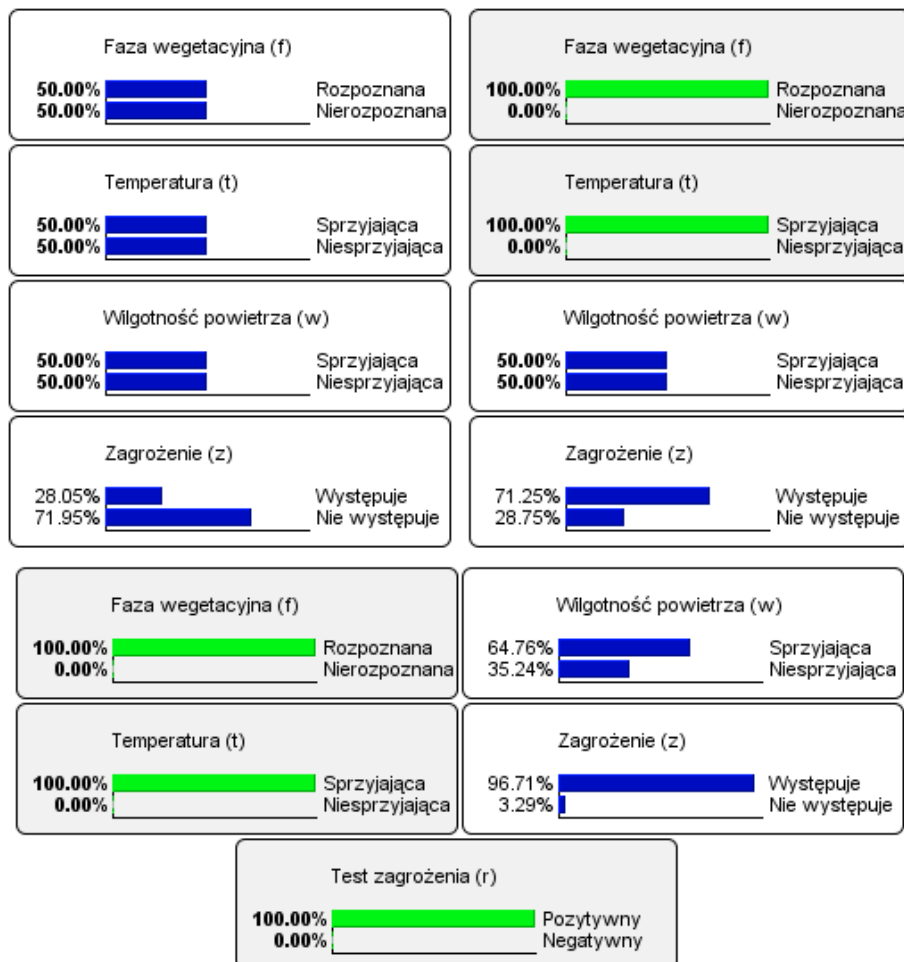 Faza wegetacyjna (f)
50.00% Rozpoznana
50.00% Nierozpoznana
Temperatura (t)
50.00% Sprzyjająca
50.00% Niesprzyjająca
Wilgotność powietrza (w)
50.00% Sprzyjająca
50.00% Niesprzyjająca
Zagrożenie (z)
28.05% Występuje
71.95% Nie występuje
Faza wegetacyjna (f)
100.00% Rozpoznana
0.00% Nierozpoznana
Temperatura (t)
100.00% Sprzyjająca
0.00% Niesprzyjająca
Wilgotność powietrza (w)
50.00% Sprzyjająca
50.00% Niesprzyjająca
Zagrożenie (z)
71.25% Występuje
28.75% Nie występuje
Faza wegetacyjna (f)
100.00% Rozpoznana
0.00% Nierozpoznana
Temperatura (t)
100.00% Sprzyjająca
0.00% Niesprzyjająca
Wilgotność powietrza (w)
64.76% Sprzyjająca
35.24% Niesprzyjająca
Zagrożenie (z)
96.71% Występuje
3.29% Nie występuje
Test zagrożenia (r)
100.00% Pozytywny
0.00% Negatywny